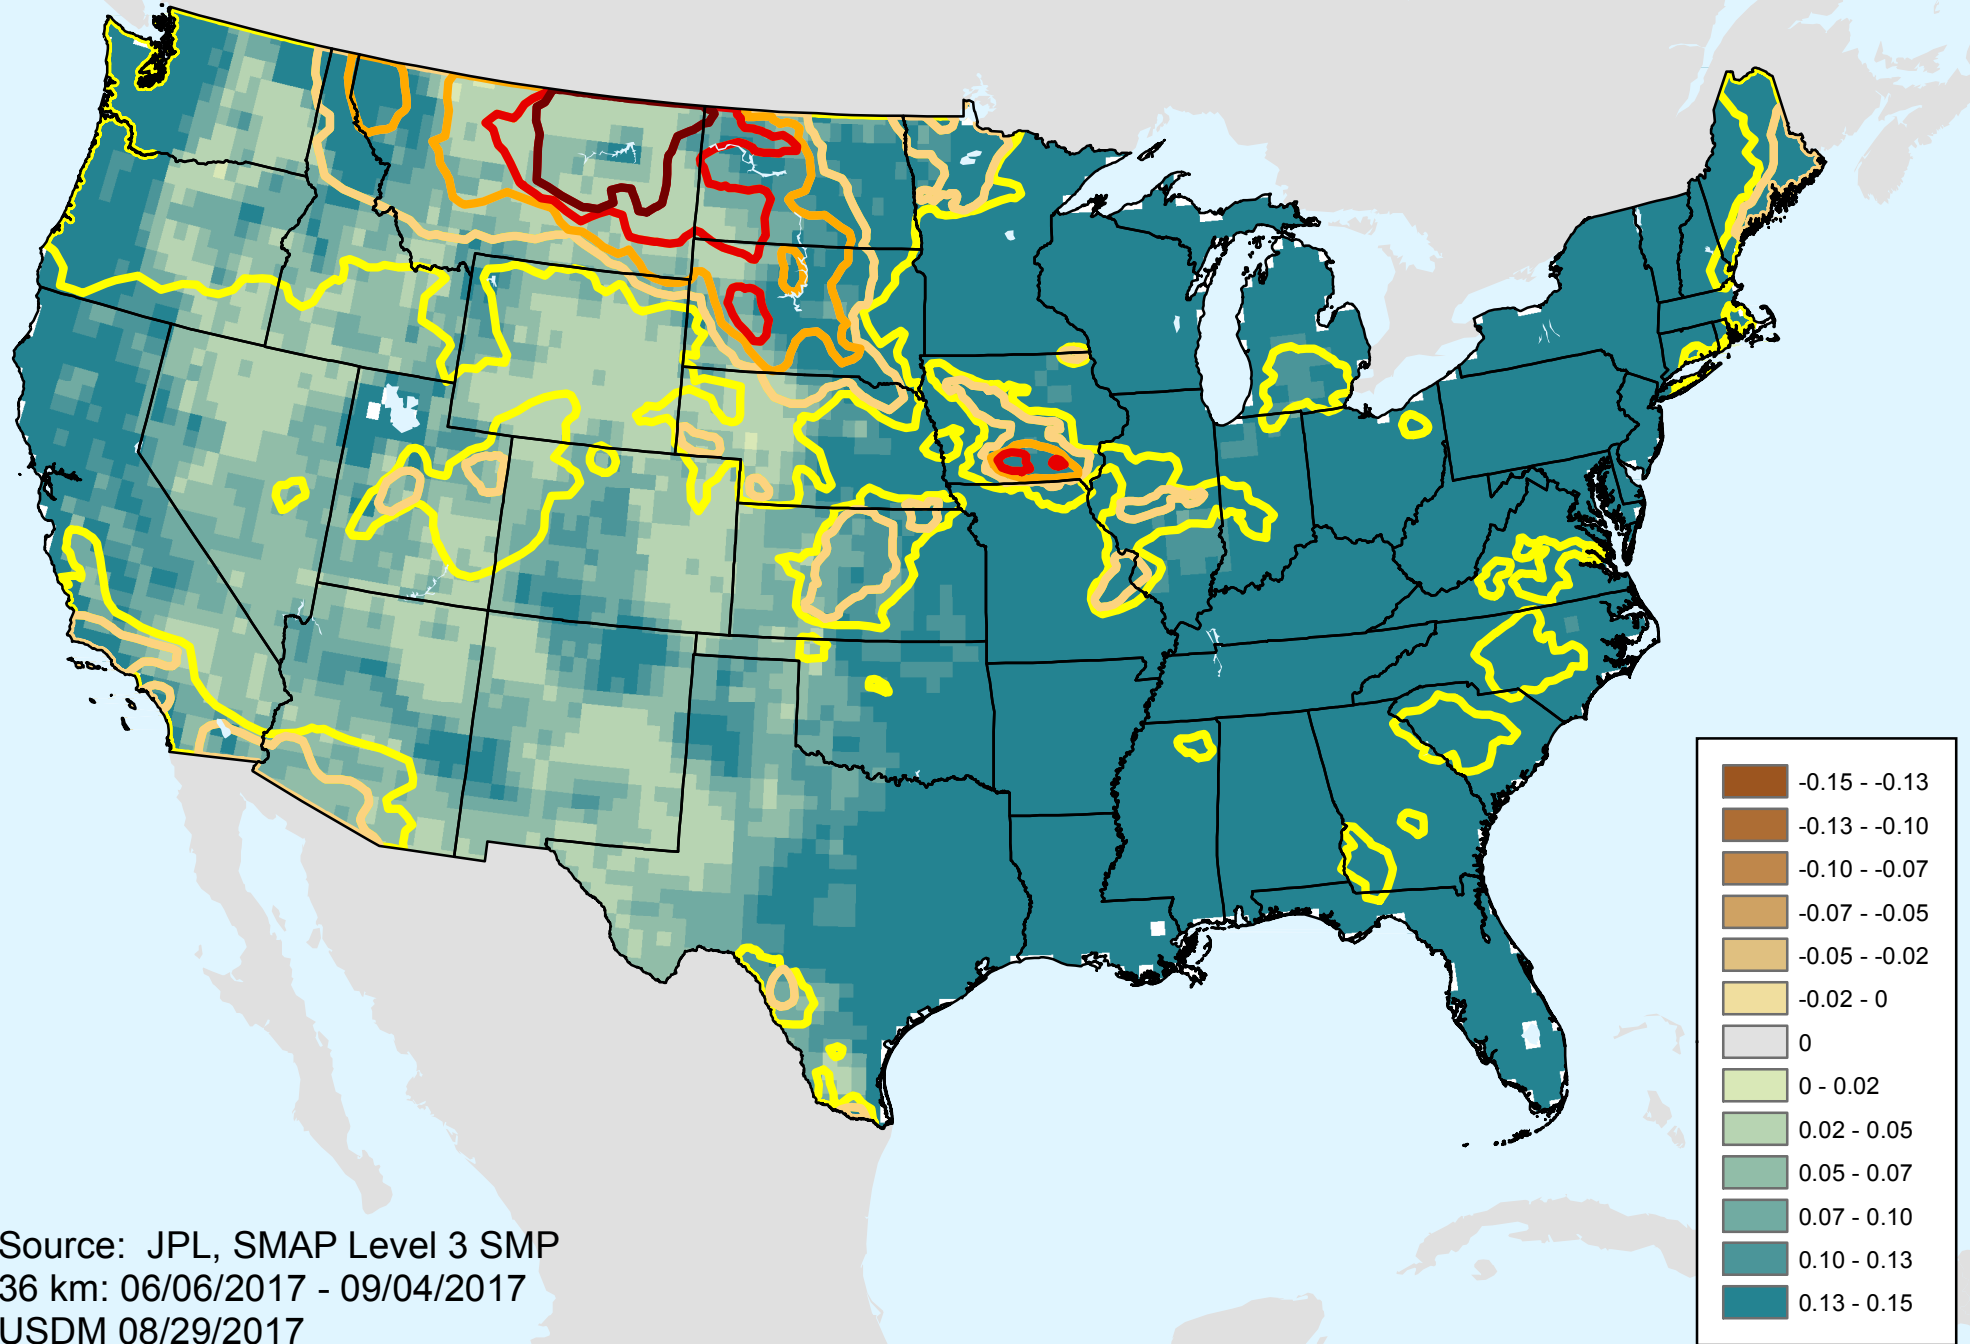 -0.15 - -0.13
-0.13 - -0.10
-0.10 - -0.07
-0.07 - -0.05
-0.05 - -0.02
-0.02 - 0
0
0 - 0.02
0.02 - 0.05
0.05 - 0.07
0.07 - 0.10
0.10 - 0.13
0.13 - 0.15
Source: JPL, SMAP Level 3 SMP
36 km: 06/06/2017 - 09/04/2017
USDM 08/29/2017